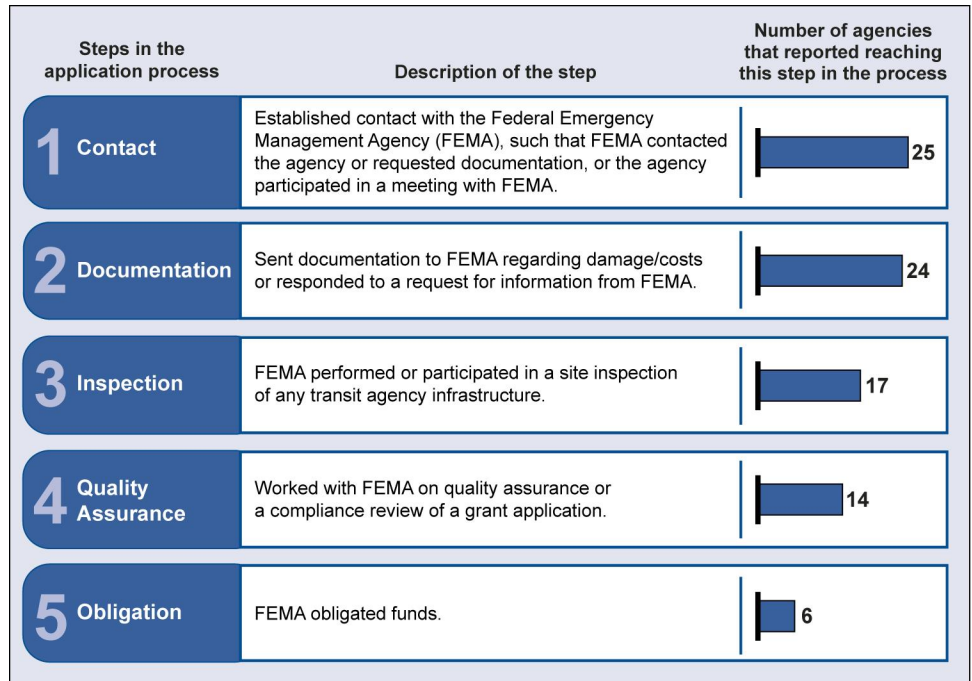 Steps in the
application process
Description of the step
Number of agencies
that reported reaching
this step in the process
1 Contact
Established contact with the Federal Emergency
Management Agency (FEMA), such that FEMA contacted
the agency or requested documentation, or the agency
participated in a meeting with FEMA.
25
2 Documentation
Sent documentation to FEMA regarding damage/costs
or responded to a request for information from FEMA.
24
3 Inspection
FEMA performed or participated in a site inspection
of any transit agency infrastructure.
17
4 Quality
Assurance
Worked with FEMA on quality assurance or
a compliance review of a grant application.
14
5 Obligation
FEMA obligated funds.
6